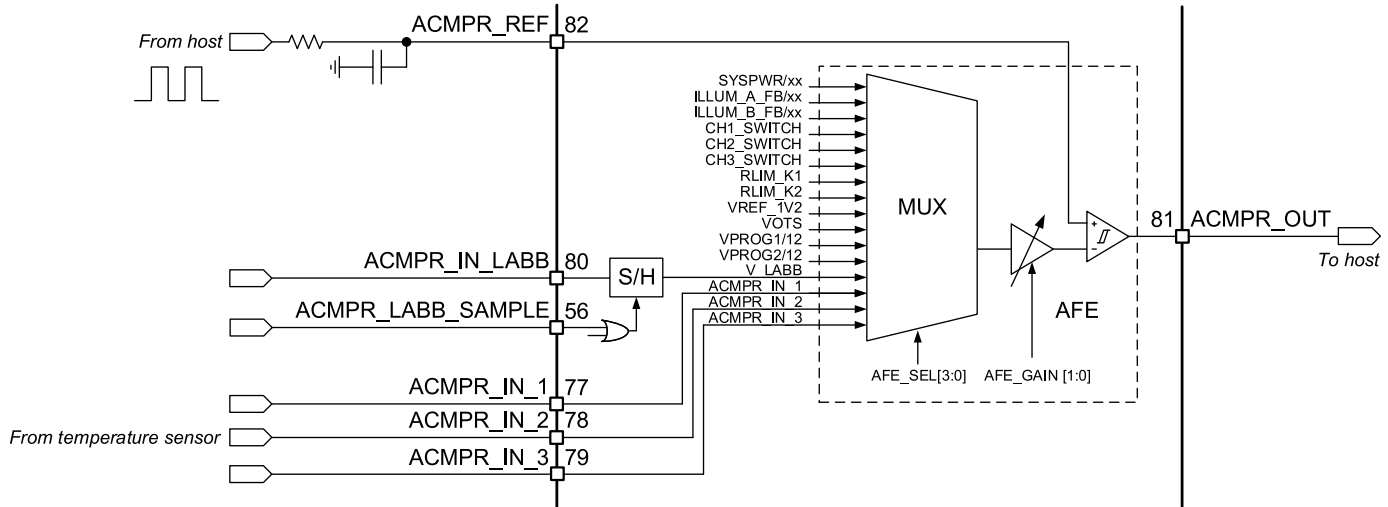 ACMPR_REF 82
From host
SYSPWR/xx
ILLUM_A_FB/xx
ILLUM_B_FB/xx
CH1_SWITCH
CH2_SWITCH
CH3_SWITCH
RLIM_K1
RLIM_K2
VREF_1V2
VOTS
VPROG1/12
VPROG2/12
V_LABB
ACMPR_IN_1
ACMPR_IN_2
ACMPR_IN_3
MUX
+
-
81 ACMPR_OUT
To host
ACMPR_IN_LABB 80
S/H
ACMPR_LABB_SAMPLE 56
AFE
AFE_SEL[3:0] AFE_GAIN [1:0]
ACMPR_IN_1 77
ACMPR_IN_2 78
From temperature sensor
ACMPR_IN_3 79